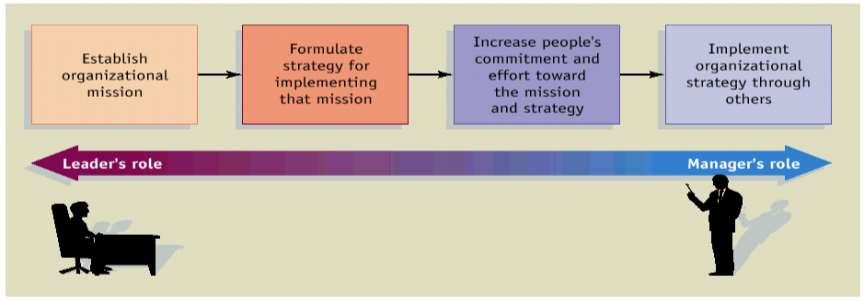 Establish
organizational
mission
Formulate
strategy for
implementing
that mission
Increase people's
commitment and
effort toward
the mission
and strategy
Implement
organizational
strategy through
others
Leader's role
Manager's role